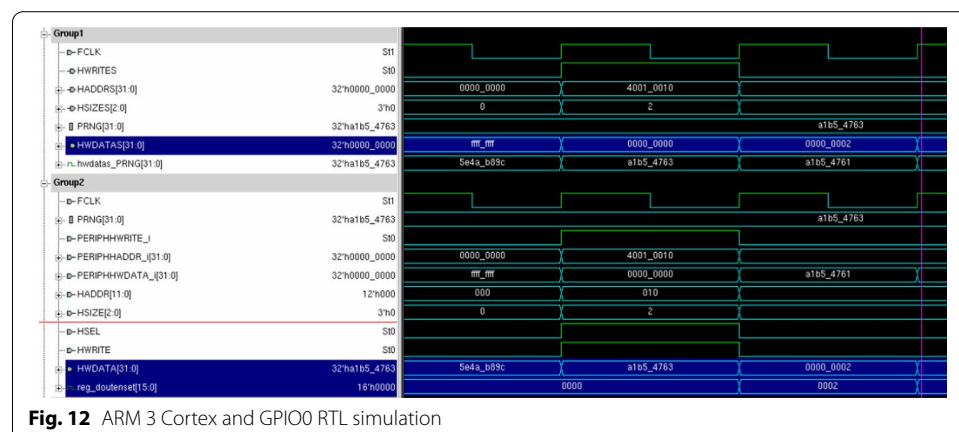 Group1
FCLK St1
HWRITES St0
HADDRS[31:0] 32'h0000_0000 0000_0000 4001_0010
HSIZES[2:0] 3'h0 0 2
PRNG[31:0] 32'ha1b5_4763 a1b5_4763
HWDATAS[31:0] 32'h0000_0000 ffff_ffff 0000_0000 0000_0002
hwdatas_PRNG[31:0] 32'ha1b5_4763 5e4a_b89c a1b5_4763 a1b5_4761
Group2
FCLK St1
PRNG[31:0] 32'ha1b5_4763 a1b5_4763
PERIPHHWRITE_i St0
PERIPHHADDR_i[31:0] 32'h0000_0000 0000_0000 4001_0010
PERIPHHWDATA_i[31:0] 32'h0000_0000 ffff_ffff 0000_0000 a1b5_4761
HADDR[11:0] 12'h000 000 010
HSIZE[2:0] 3'h0 0 2
HSEL St0
HWRITE St0
HWDATA[31:0] 32'ha1b5_4763 5e4a_b89c a1b5_4763 0000_0002
reg_doutenset[15:0] 16'h0000 0000 0002
Fig. 12 ARM 3 Cortex and GPIO0 RTL simulation